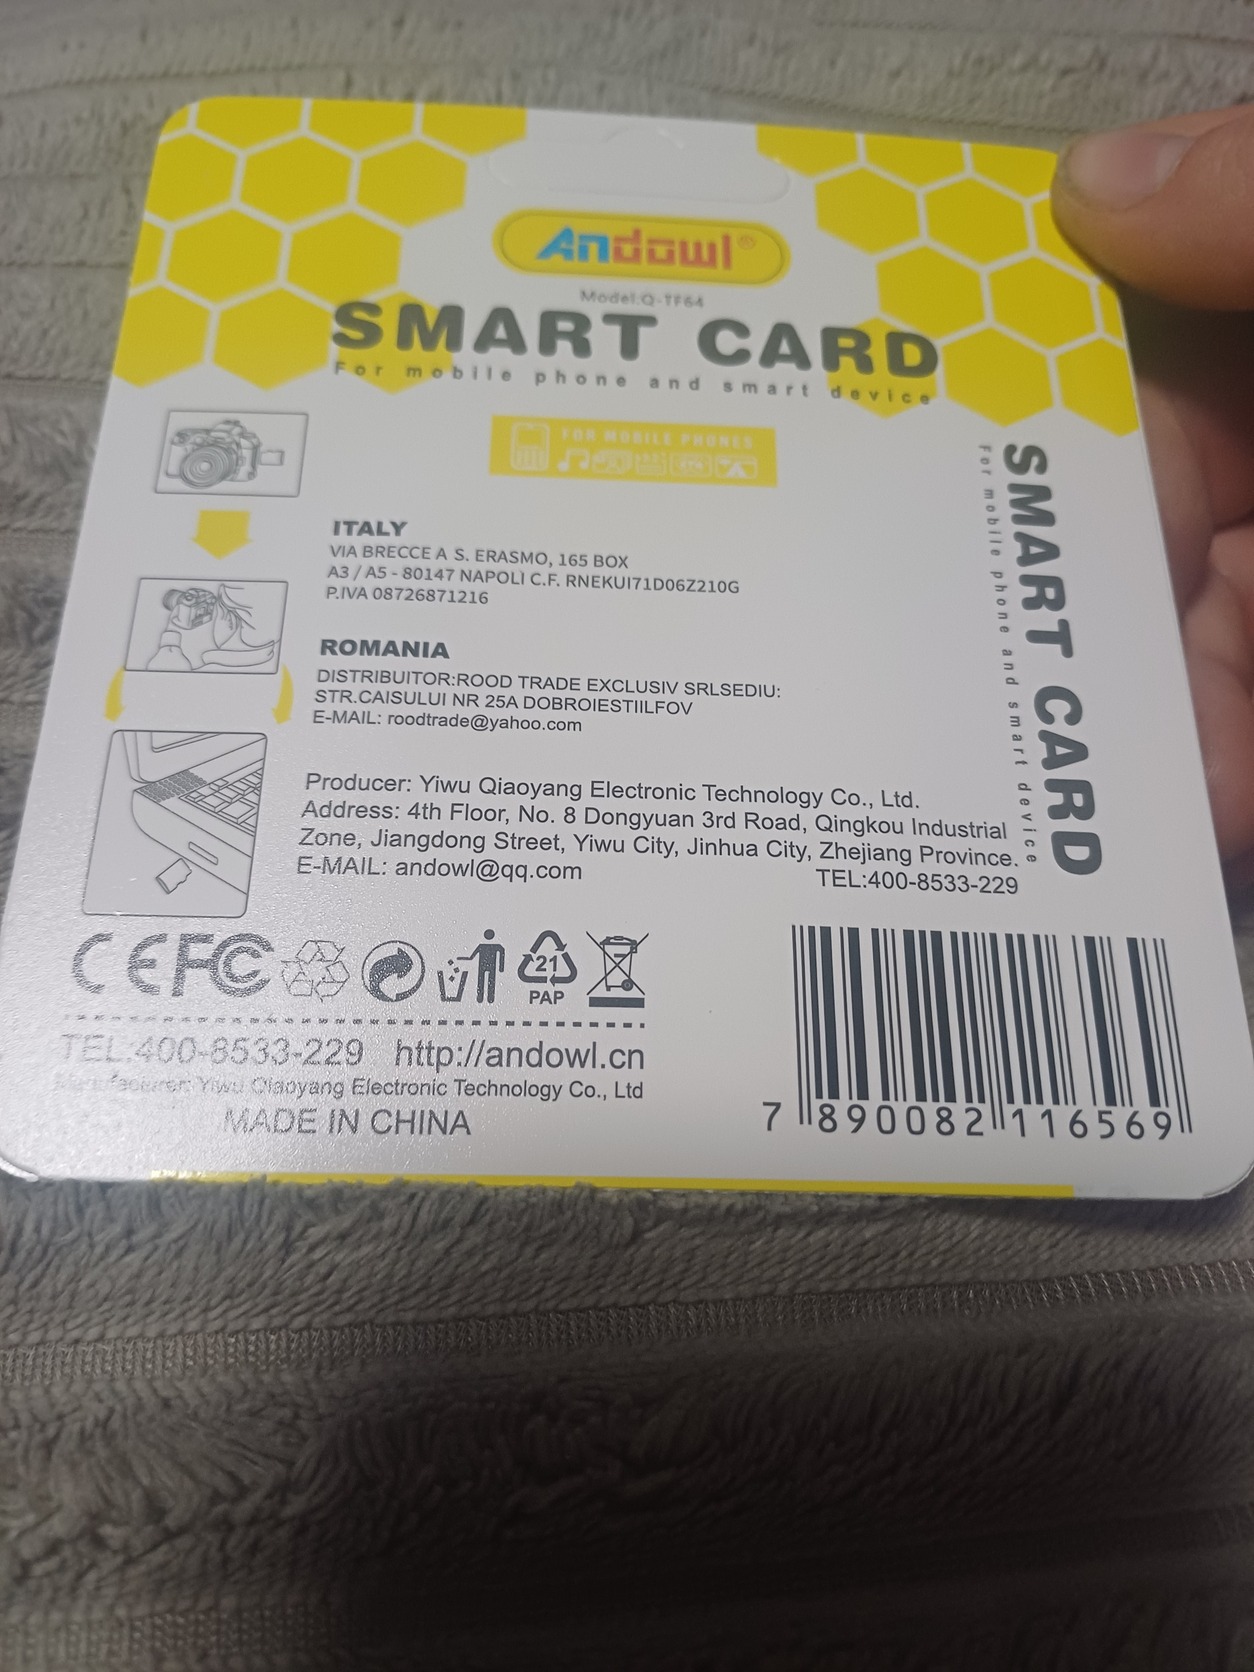 Andowl®
Model:Q-TF64
SMART CARD
For mobile phone and smart device
FOR MOBILE PHONES
ITALY
VIA BRECCE A S. ERASMO, 165 BOX
A3 / A5 - 80147 NAPOLI C.F. RNEKUI71D06Z210G
P.IVA 08726871216
ROMANIA
DISTRIBUITOR:ROOD TRADE EXCLUSIV SRLSEDIU:
STR.CAISULUI NR 25A DOBROIESTIILFOV
E-MAIL: roodtrade@yahoo.com
Producer: Yiwu Qiaoyang Electronic Technology Co., Ltd.
Address: 4th Floor, No. 8 Dongyuan 3rd Road, Qingkou Industrial
Zone, Jiangdong Street, Yiwu City, Jinhua City, Zhejiang Province.
E-MAIL: andowl@qq.com TEL:400-8533-229
SMART CARD
For mobile phone and smart device
CE FC
21
PAP
TEL:400-8533-229 http://andowl.cn
Manufacturer: Yiwu Qiaoyang Electronic Technology Co., Ltd
MADE IN CHINA
7 890082 116569